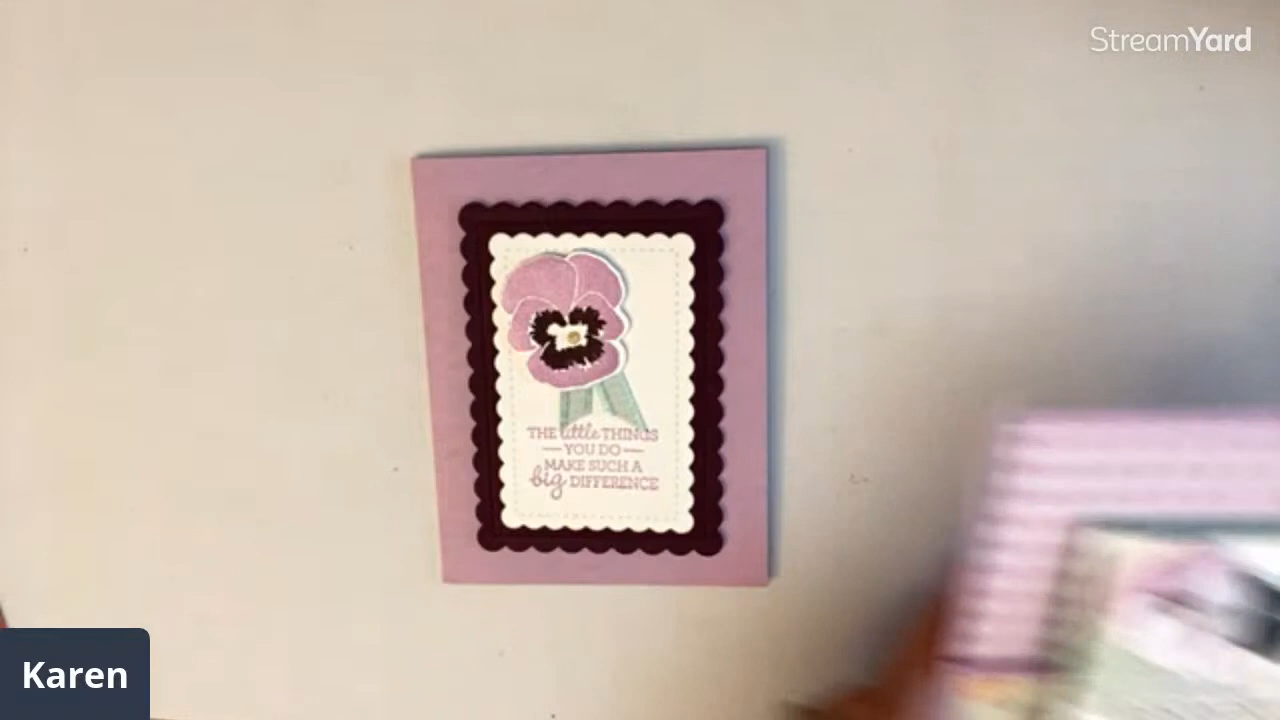 StreamYard
THE little THINGS
YOU DO
MAKE SUCH A
big DIFFERENCE
Karen